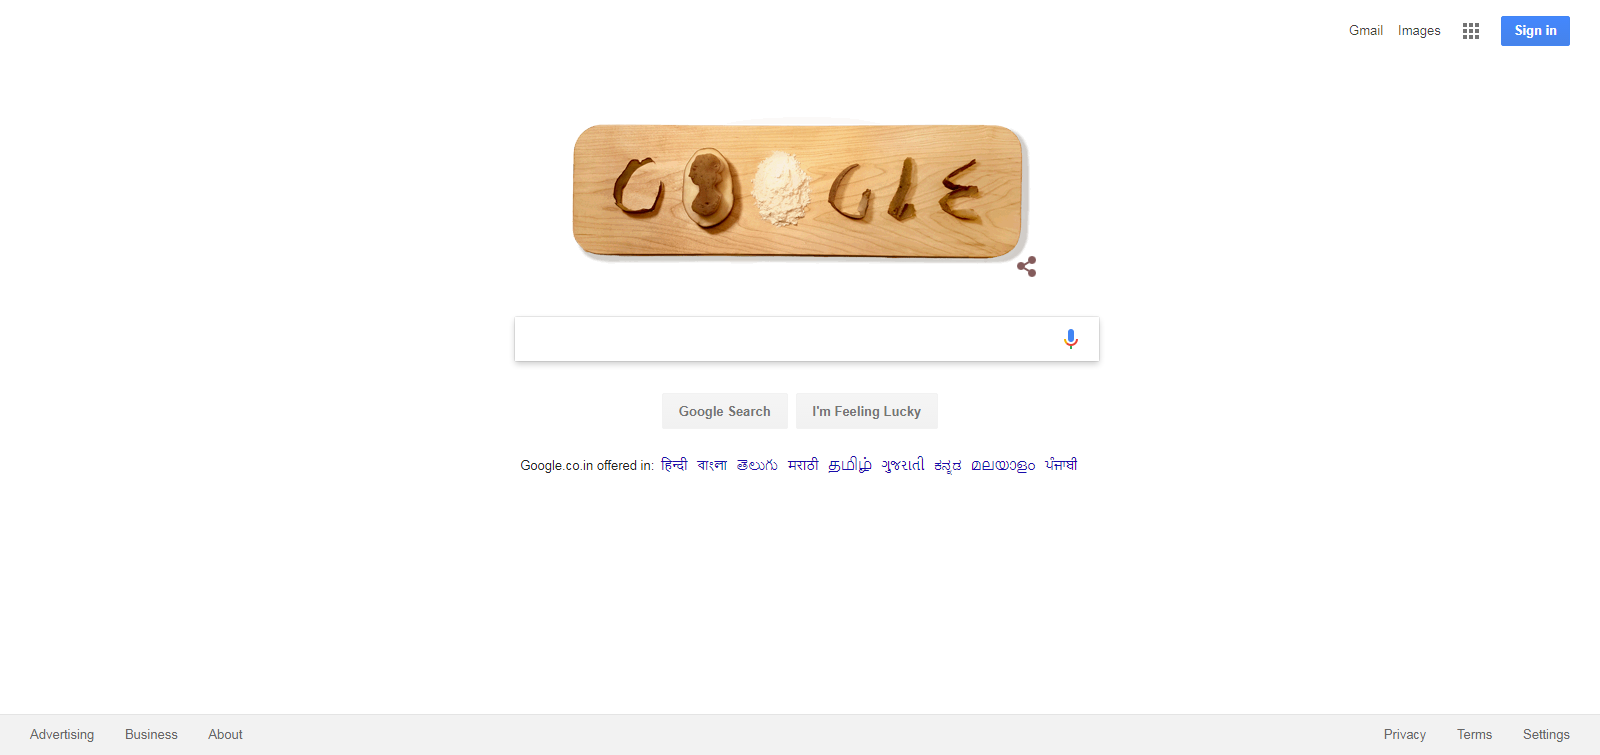 Gmail Images Sign in
GOOGLE
Google Search I'm Feeling Lucky
Google.co.in offered in: हिन्दी বাংলা తెలుగు मराठी தமிழ் ગુજરાતી ಕನ್ನಡ മലയാളം ਪੰਜਾਬੀ
Advertising Business About Privacy Terms Settings